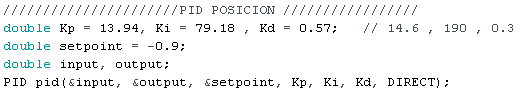 //////////////////////PID POSICION /////////////////
double Kp = 13.94, Ki = 79.18 , Kd = 0.57;   // 14.6 , 190 , 0.3
double setpoint = -0.9;
double input, output;
PID pid(&input, &output, &setpoint, Kp, Ki, Kd, DIRECT);